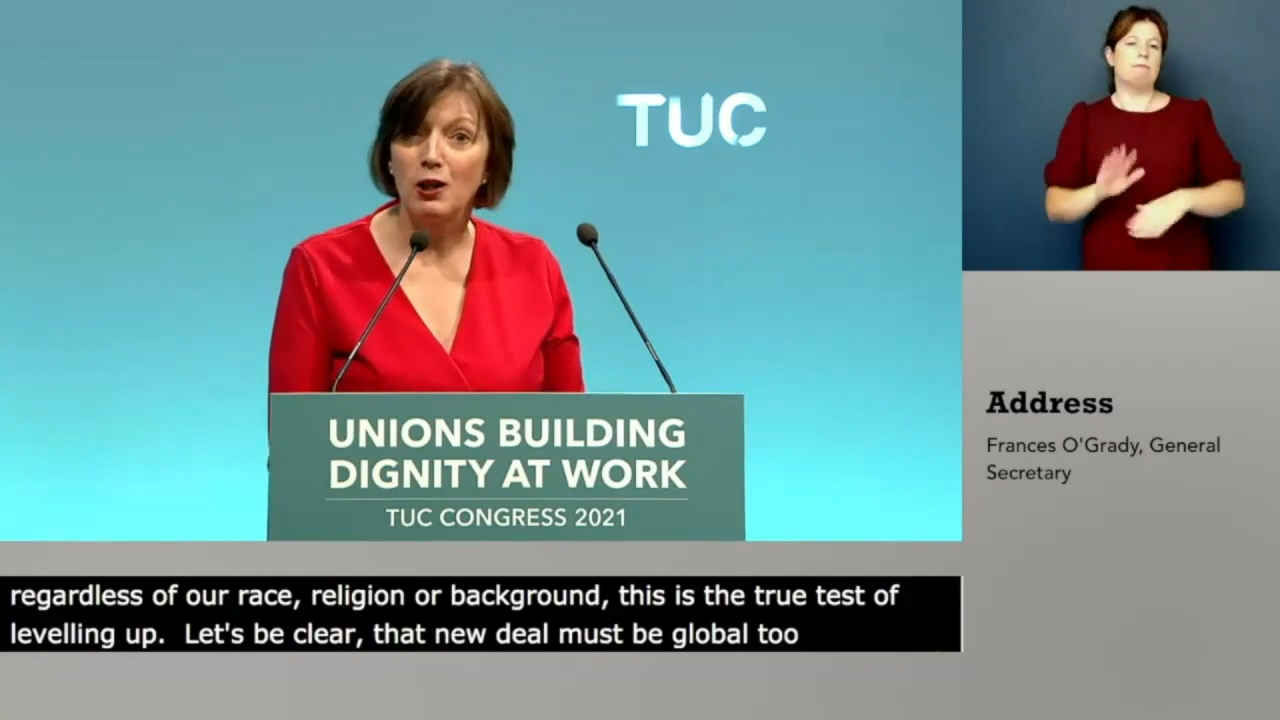 TUC
UNIONS BUILDING
DIGNITY AT WORK
TUC CONGRESS 2021
Address
Frances O'Grady, General
Secretary
regardless of our race, religion or background, this is the true test of
levelling up.  Let's be clear, that new deal must be global too